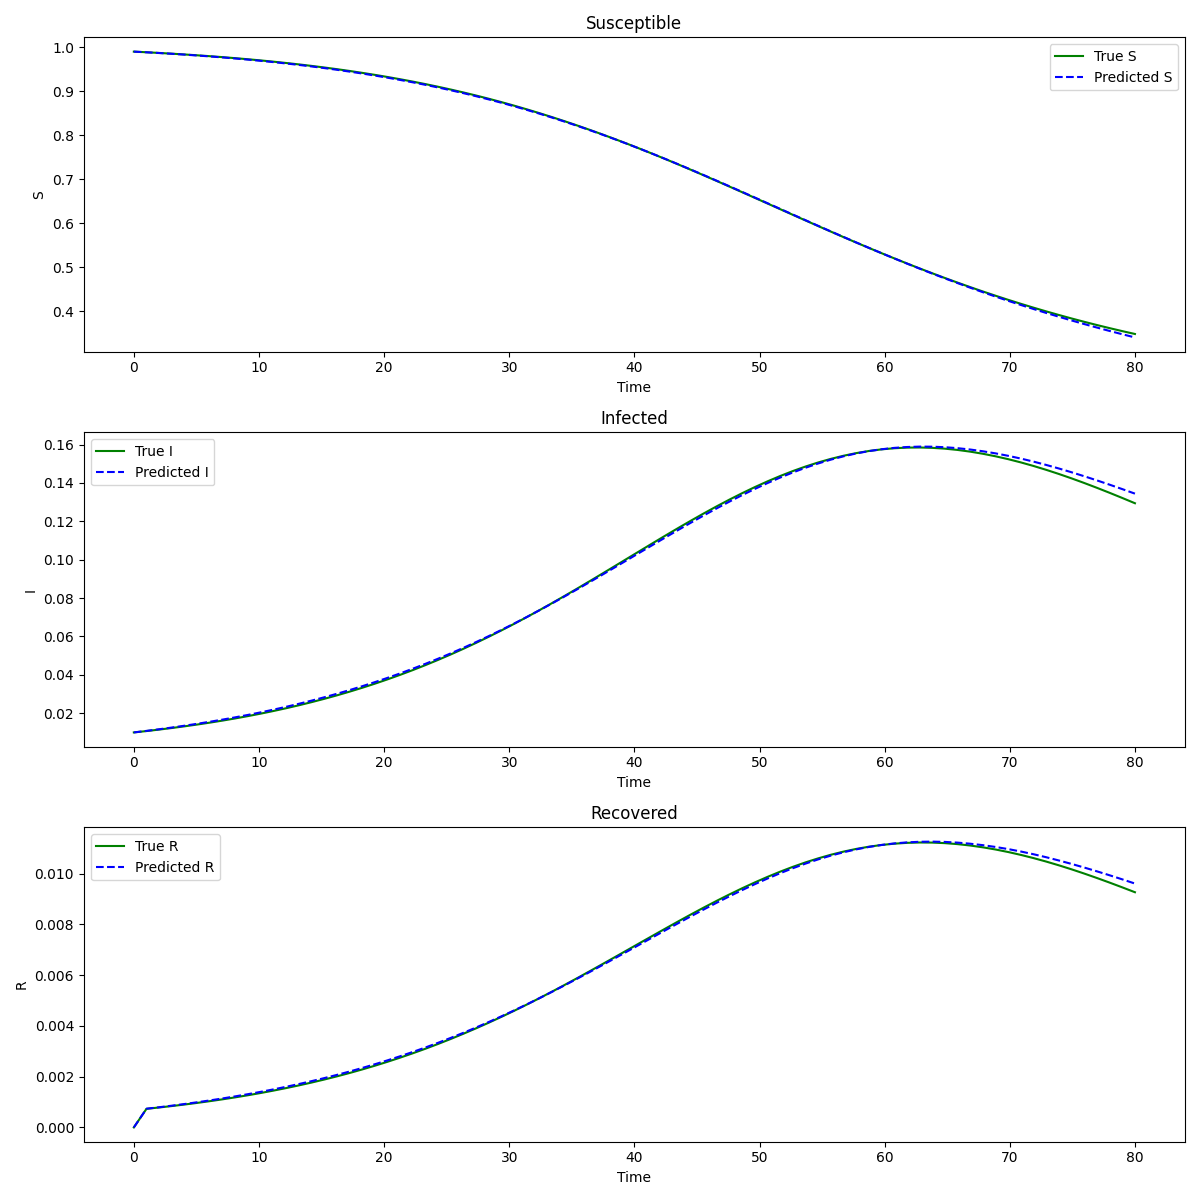 Susceptible
True S
Predicted S
S
1.0
0.9
0.8
0.7
0.6
0.5
0.4
0 10 20 30 40 50 60 70 80
Time
Infected
True I
Predicted I
I
0.16
0.14
0.12
0.10
0.08
0.06
0.04
0.02
0 10 20 30 40 50 60 70 80
Time
Recovered
True R
Predicted R
R
0.010
0.008
0.006
0.004
0.002
0.000
0 10 20 30 40 50 60 70 80
Time